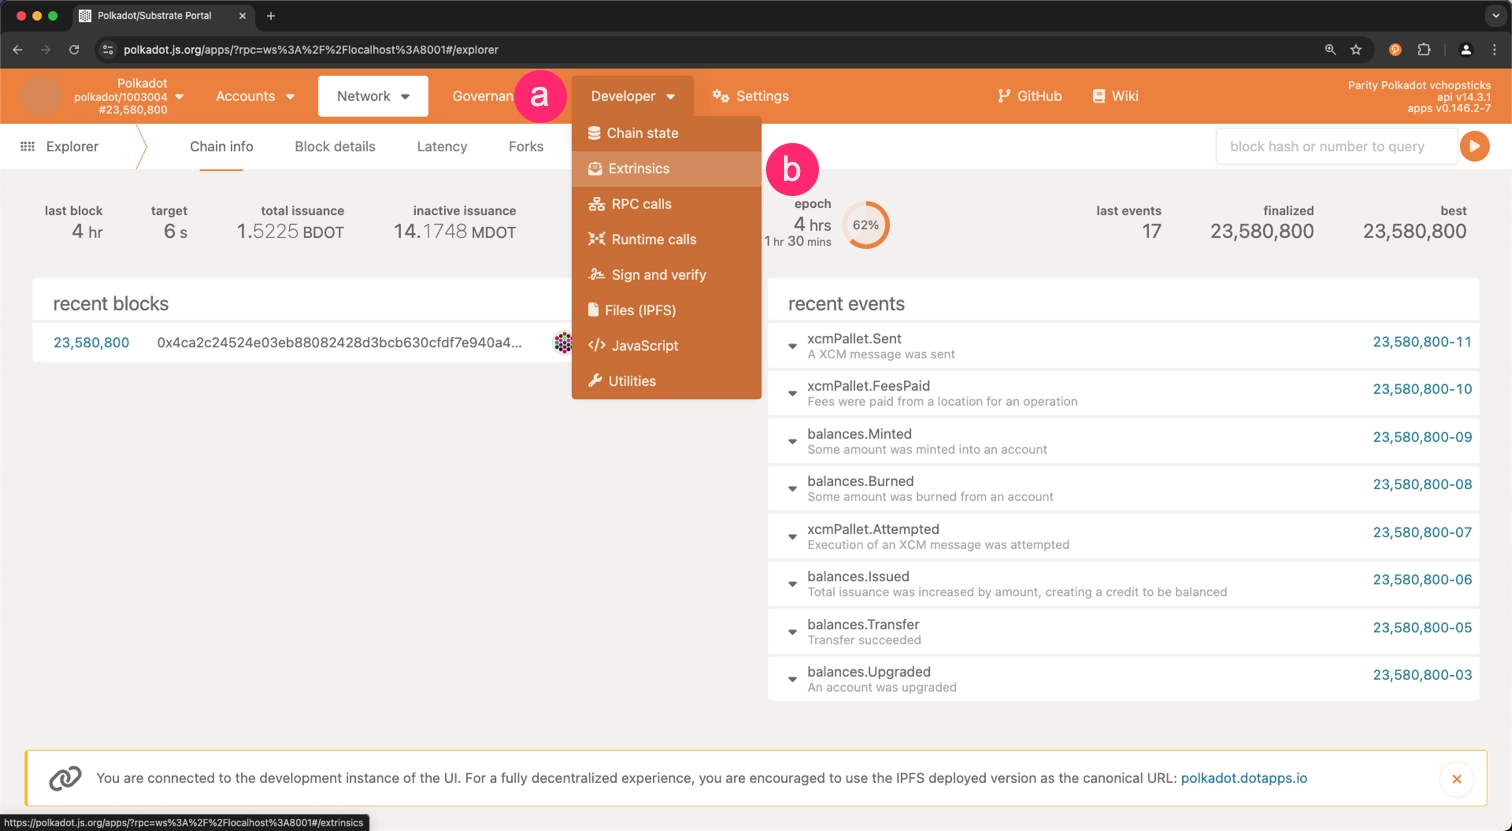 Polkadot/Substrate Portal
polkadot.js.org/apps/?rpc=ws%3A%2F%2Flocalhost%3A8001#/explorer
Polkadot
polkadot/1003004
#23,580,800
Accounts
Network
Governan
a
Developer
Settings
GitHub
Wiki
Parity Polkadot vchopsticks
api v14.3.1
apps v0.146.2-7
Explorer
Chain info
Block details
Latency
Forks
block hash or number to query
Chain state
Extrinsics
b
RPC calls
Runtime calls
Sign and verify
Files (IPFS)
JavaScript
Utilities
last block
4 hr
target
6 s
total issuance
1.5225 BDOT
inactive issuance
14.1748 MDOT
epoch
4 hrs
1 hr 30 mins
62%
last events
17
finalized
23,580,800
best
23,580,800
recent blocks
23,580,800 0x4ca2c24524e03eb88082428d3bcb630cfdf7e940a4...
recent events
xcmPallet.Sent
A XCM message was sent
23,580,800-11
xcmPallet.FeesPaid
Fees were paid from a location for an operation
23,580,800-10
balances.Minted
Some amount was minted into an account
23,580,800-09
balances.Burned
Some amount was burned from an account
23,580,800-08
xcmPallet.Attempted
Execution of an XCM message was attempted
23,580,800-07
balances.Issued
Total issuance was increased by amount, creating a credit to be balanced
23,580,800-06
balances.Transfer
Transfer succeeded
23,580,800-05
balances.Upgraded
An account was upgraded
23,580,800-03
You are connected to the development instance of the UI. For a fully decentralized experience, you are encouraged to use the IPFS deployed version as the canonical URL: polkadot.dotapps.io
https://polkadot.js.org/apps/?rpc=ws%3A%2F%2Flocalhost%3A8001#/extrinsics